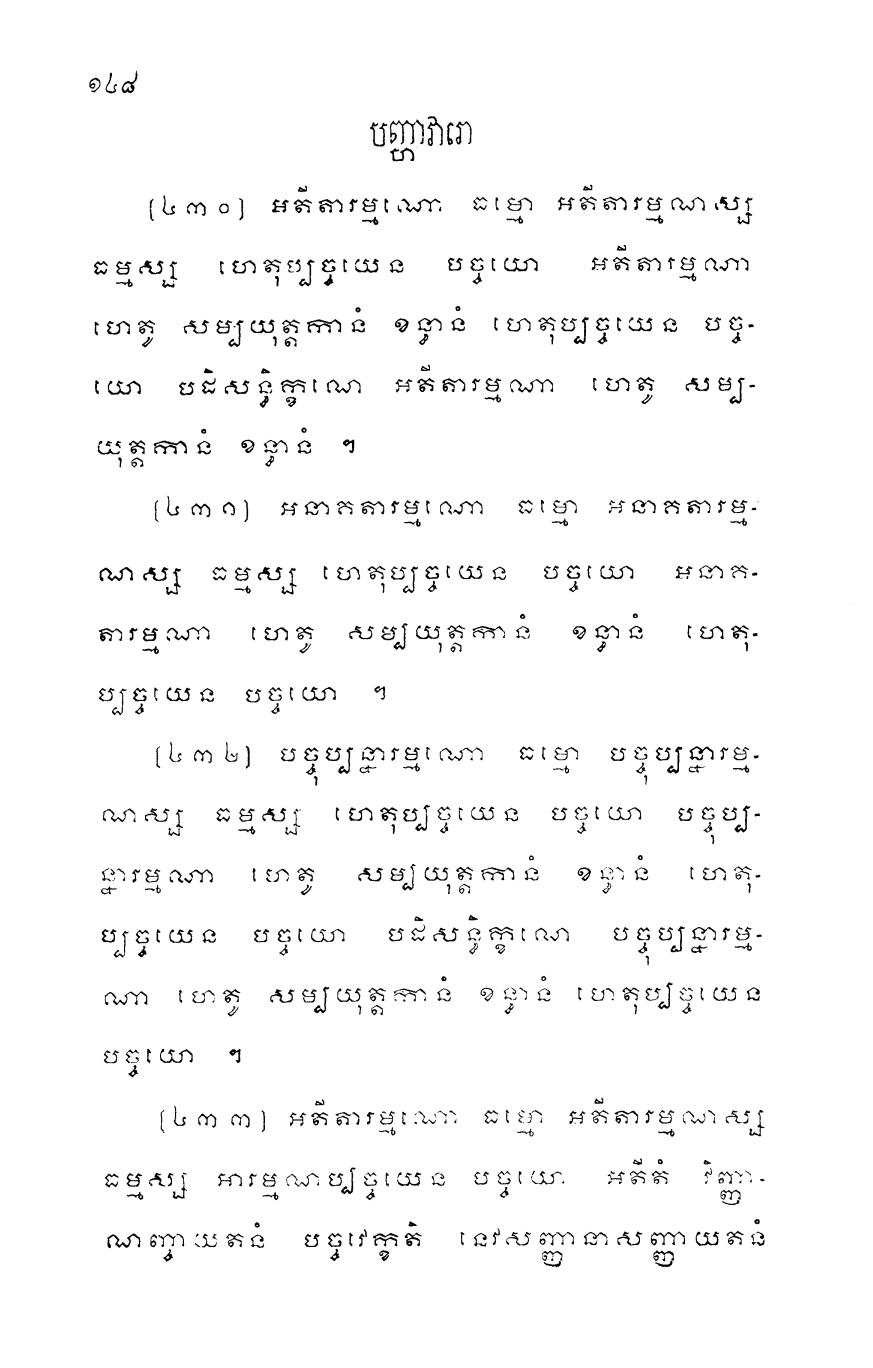 ១៤៨
បញ្ហាវារោ
(៤៣០) អតីតារម្មណោ ធម្មោ អតីតារម្មណស្ស
ធម្មស្ស ហេតុប្បច្ចយេន បច្ចយោ អតីតារម្មណា
ហេតូ សម្បយុត្តកានំ ខន្ធានំ ហេតុប្បច្ចយេន បច្ច-
យោ បដិសន្ធិក្ខណេ អតីតារម្មណា ហេតូ សម្ប-
យុត្តកានំ ខន្ធានំ ។
(៤៣១) អនាគតារម្មណោ ធម្មោ អនាគតារម្ម-
ណស្ស ធម្មស្ស ហេតុប្បច្ចយេន បច្ចយោ អនាគ-
តារម្មណា ហេតូ សម្បយុត្តកានំ ខន្ធានំ ហេតុ-
ប្បច្ចយេន បច្ចយោ ។
(៤៣២) បច្ចុប្បន្នារម្មណោ ធម្មោ បច្ចុប្បន្នារម្ម-
ណស្ស ធម្មស្ស ហេតុប្បច្ចយេន បច្ចយោ បច្ចុប្ប-
ន្នារម្មណា ហេតូ សម្បយុត្តកានំ ខន្ធានំ ហេតុ-
ប្បច្ចយេន បច្ចយោ បដិសន្ធិក្ខណេ បច្ចុប្បន្នារម្ម-
ណា ហេតូ សម្បយុត្តកានំ ខន្ធានំ ហេតុប្បច្ចយេន
បច្ចយោ ។
(៤៣៣) អតីតារម្មណោ ធម្មោ អតីតារម្មណស្ស
ធម្មស្ស អារម្មណប្បច្ចយេន បច្ចយោ អតីតំ វិញ្ញា-
ណញ្ចាយតនំ បច្ចវេក្ខតិ នេវសញ្ញានាសញ្ញាយតនំ